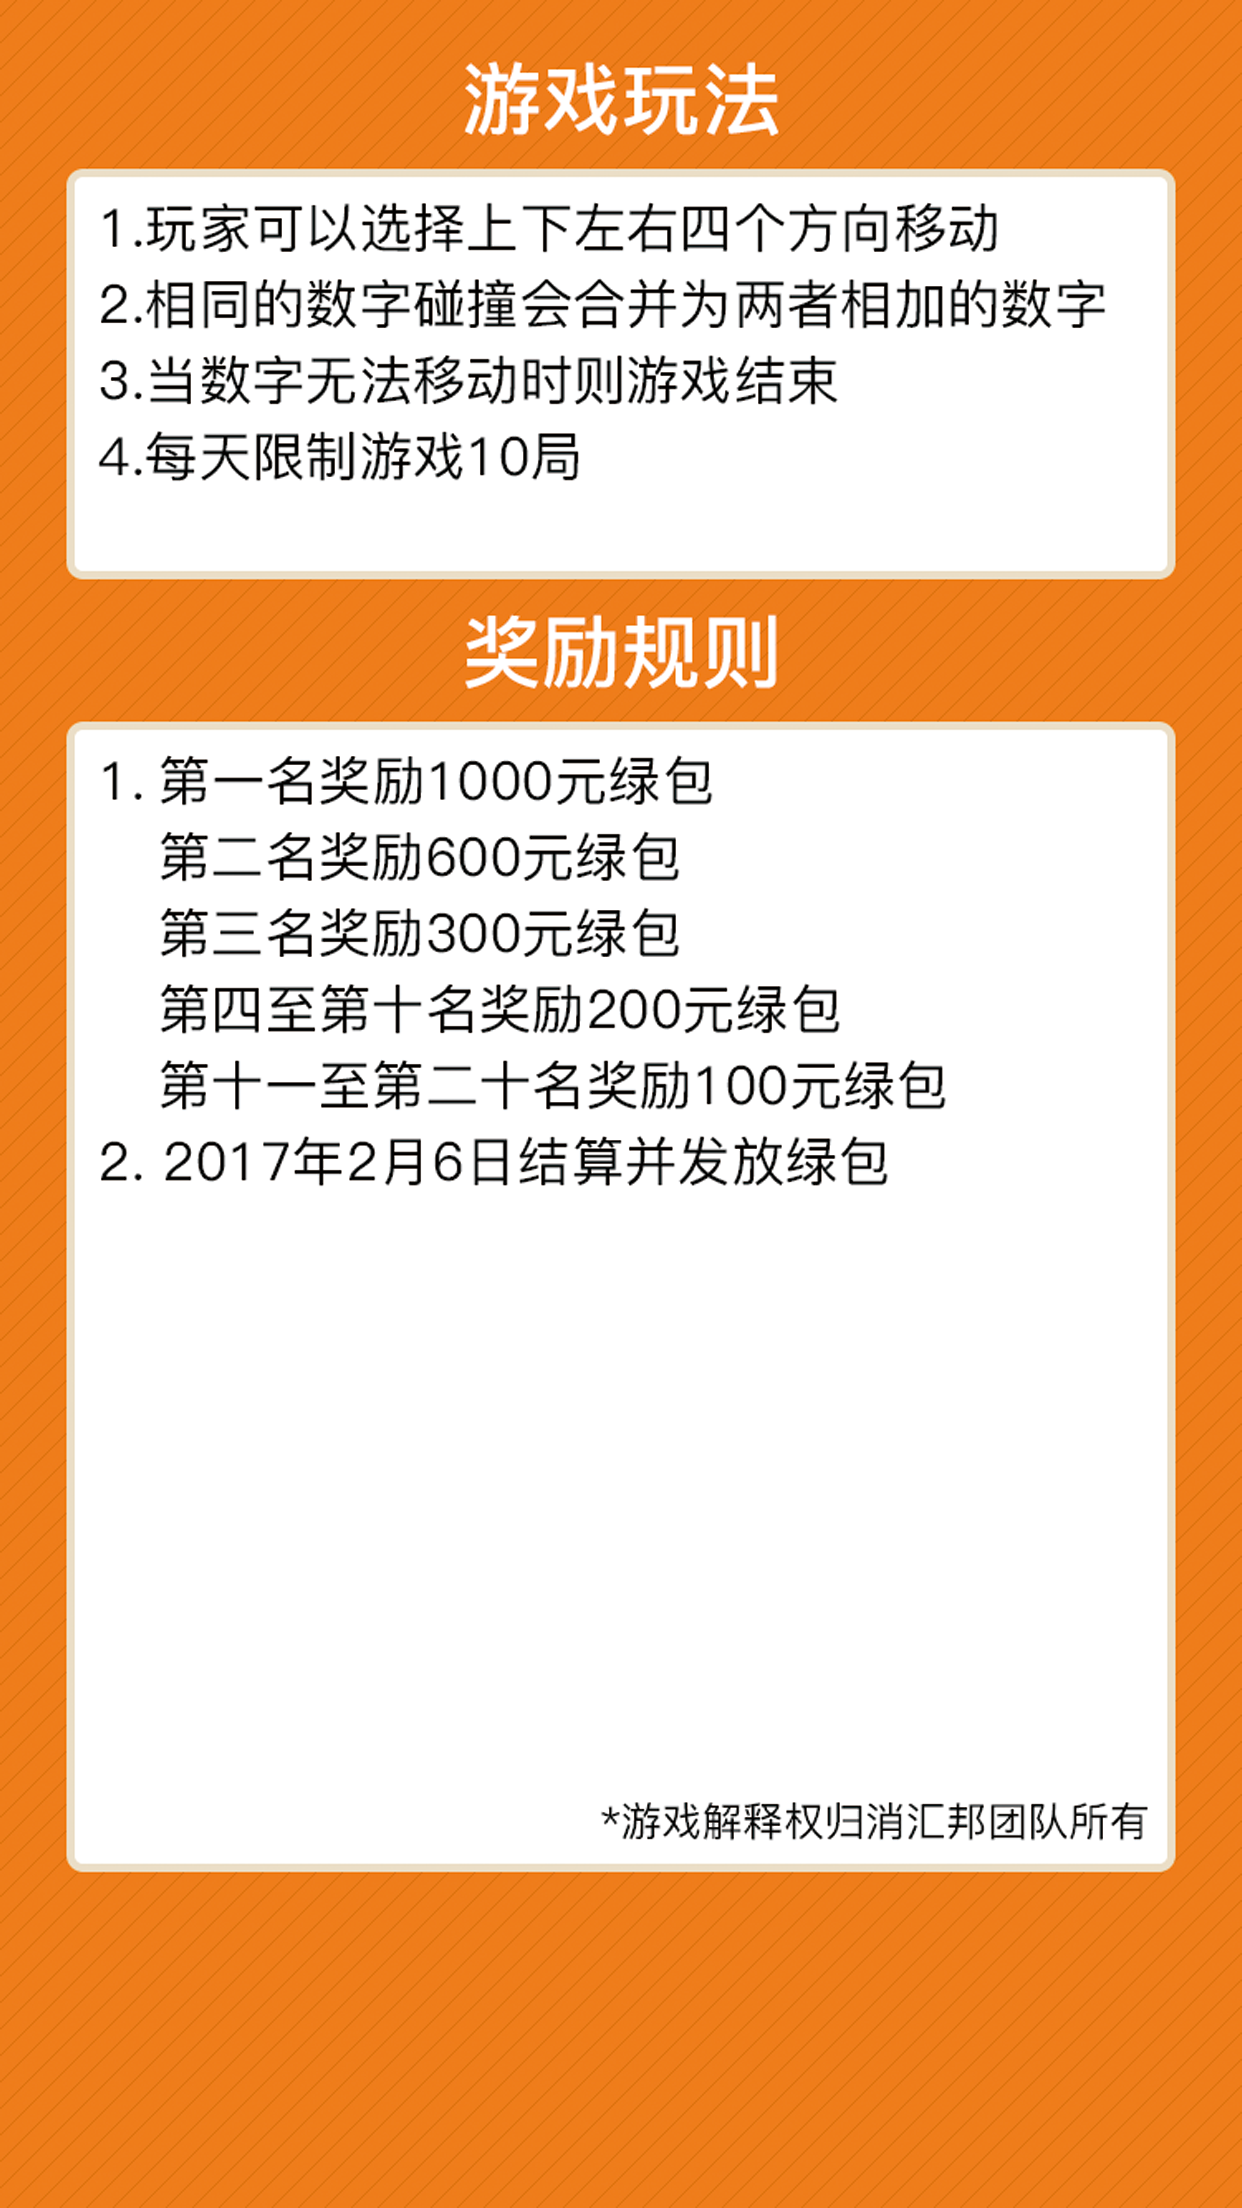 游戏玩法
1.玩家可以选择上下左右四个方向移动
2.相同的数字碰撞会合并为两者相加的数字
3.当数字无法移动时则游戏结束
4.每天限制游戏10局
奖励规则
1. 第一名奖励1000元绿包
第二名奖励600元绿包
第三名奖励300元绿包
第四至第十名奖励200元绿包
第十一至第二十名奖励100元绿包
2. 2017年2月6日结算并发放绿包
*游戏解释权归消汇邦团队所有